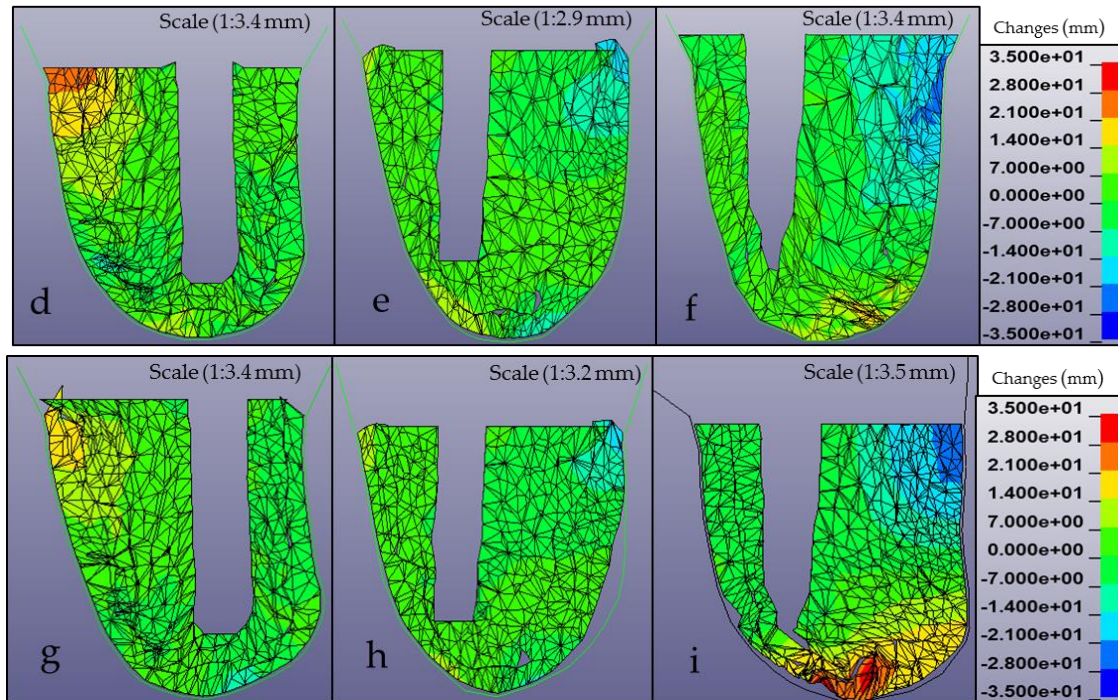 Scale (1:3.4 mm)
Scale (1:2.9 mm)
Scale (1:3.4 mm)
Changes (mm)
3.500e+01
2.800e+01
2.100e+01
1.400e+01
7.000e+00
0.000e+00
-7.000e+00
-1.400e+01
-2.100e+01
-2.800e+01
-3.500e+01
d
e
f
Scale (1:3.4 mm)
Scale (1:3.2 mm)
Scale (1:3.5 mm)
Changes (mm)
3.500e+01
2.800e+01
2.100e+01
1.400e+01
7.000e+00
0.000e+00
-7.000e+00
-1.400e+01
-2.100e+01
-2.800e+01
-3.500e+01
g
h
i